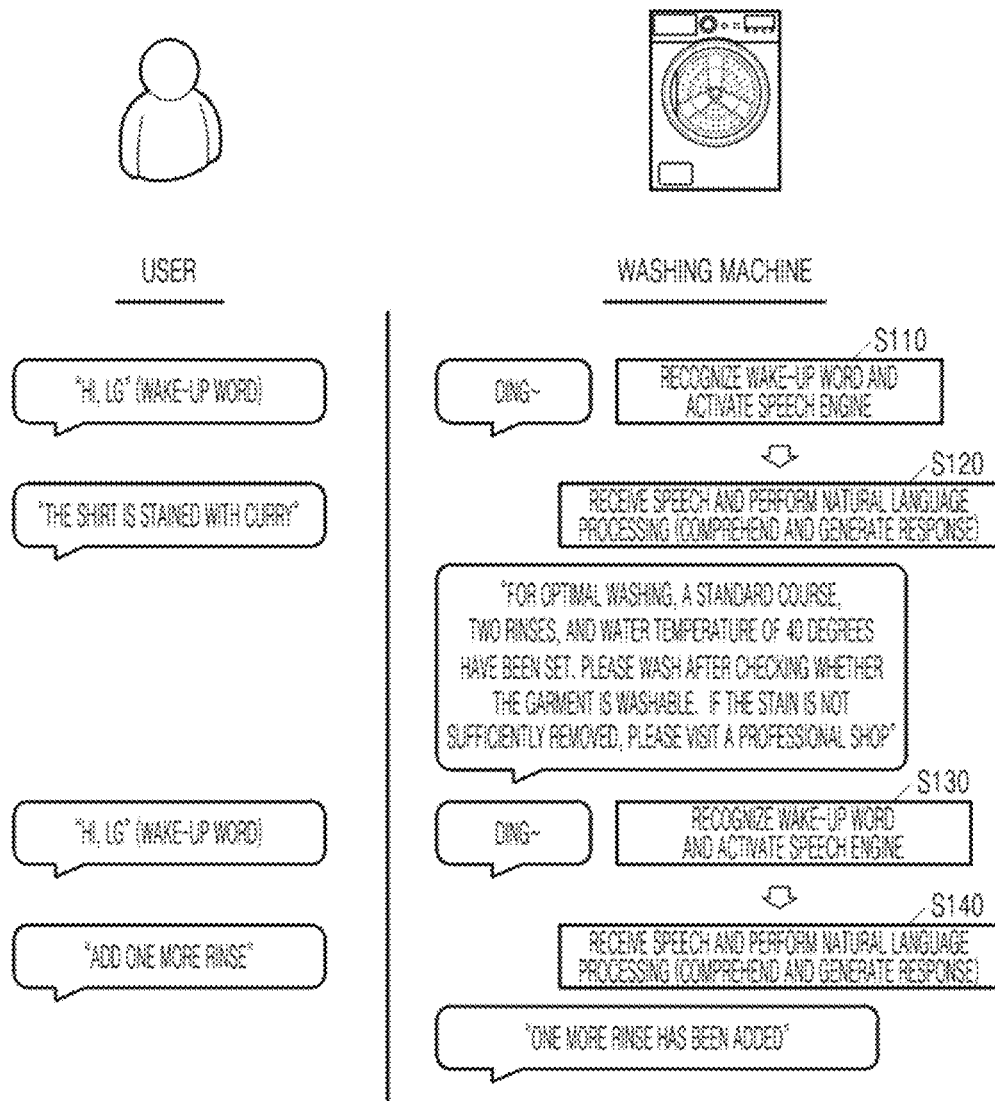 USER
WASHING MACHINE
S110
"HI, LG" (WAKE-UP WORD)
DING~
RECOGNIZE WAKE-UP WORD AND
ACTIVATE SPEECH ENGINE
S120
"THE SHIRT IS STAINED WITH CURRY"
RECEIVE SPEECH AND PERFORM NATURAL LANGUAGE
PROCESSING (COMPREHEND AND GENERATE RESPONSE)
"FOR OPTIMAL WASHING, A STANDARD COURSE,
TWO RINSES, AND WATER TEMPERATURE OF 40 DEGREES
HAVE BEEN SET. PLEASE WASH AFTER CHECKING WHETHER
THE GARMENT IS WASHABLE. IF THE STAIN IS NOT
SUFFICIENTLY REMOVED, PLEASE VISIT A PROFESSIONAL SHOP"
S130
"HI, LG" (WAKE-UP WORD)
DING~
RECOGNIZE WAKE-UP WORD
AND ACTIVATE SPEECH ENGINE
S140
"ADD ONE MORE RINSE"
RECEIVE SPEECH AND PERFORM NATURAL LANGUAGE
PROCESSING (COMPREHEND AND GENERATE RESPONSE)
"ONE MORE RINSE HAS BEEN ADDED"